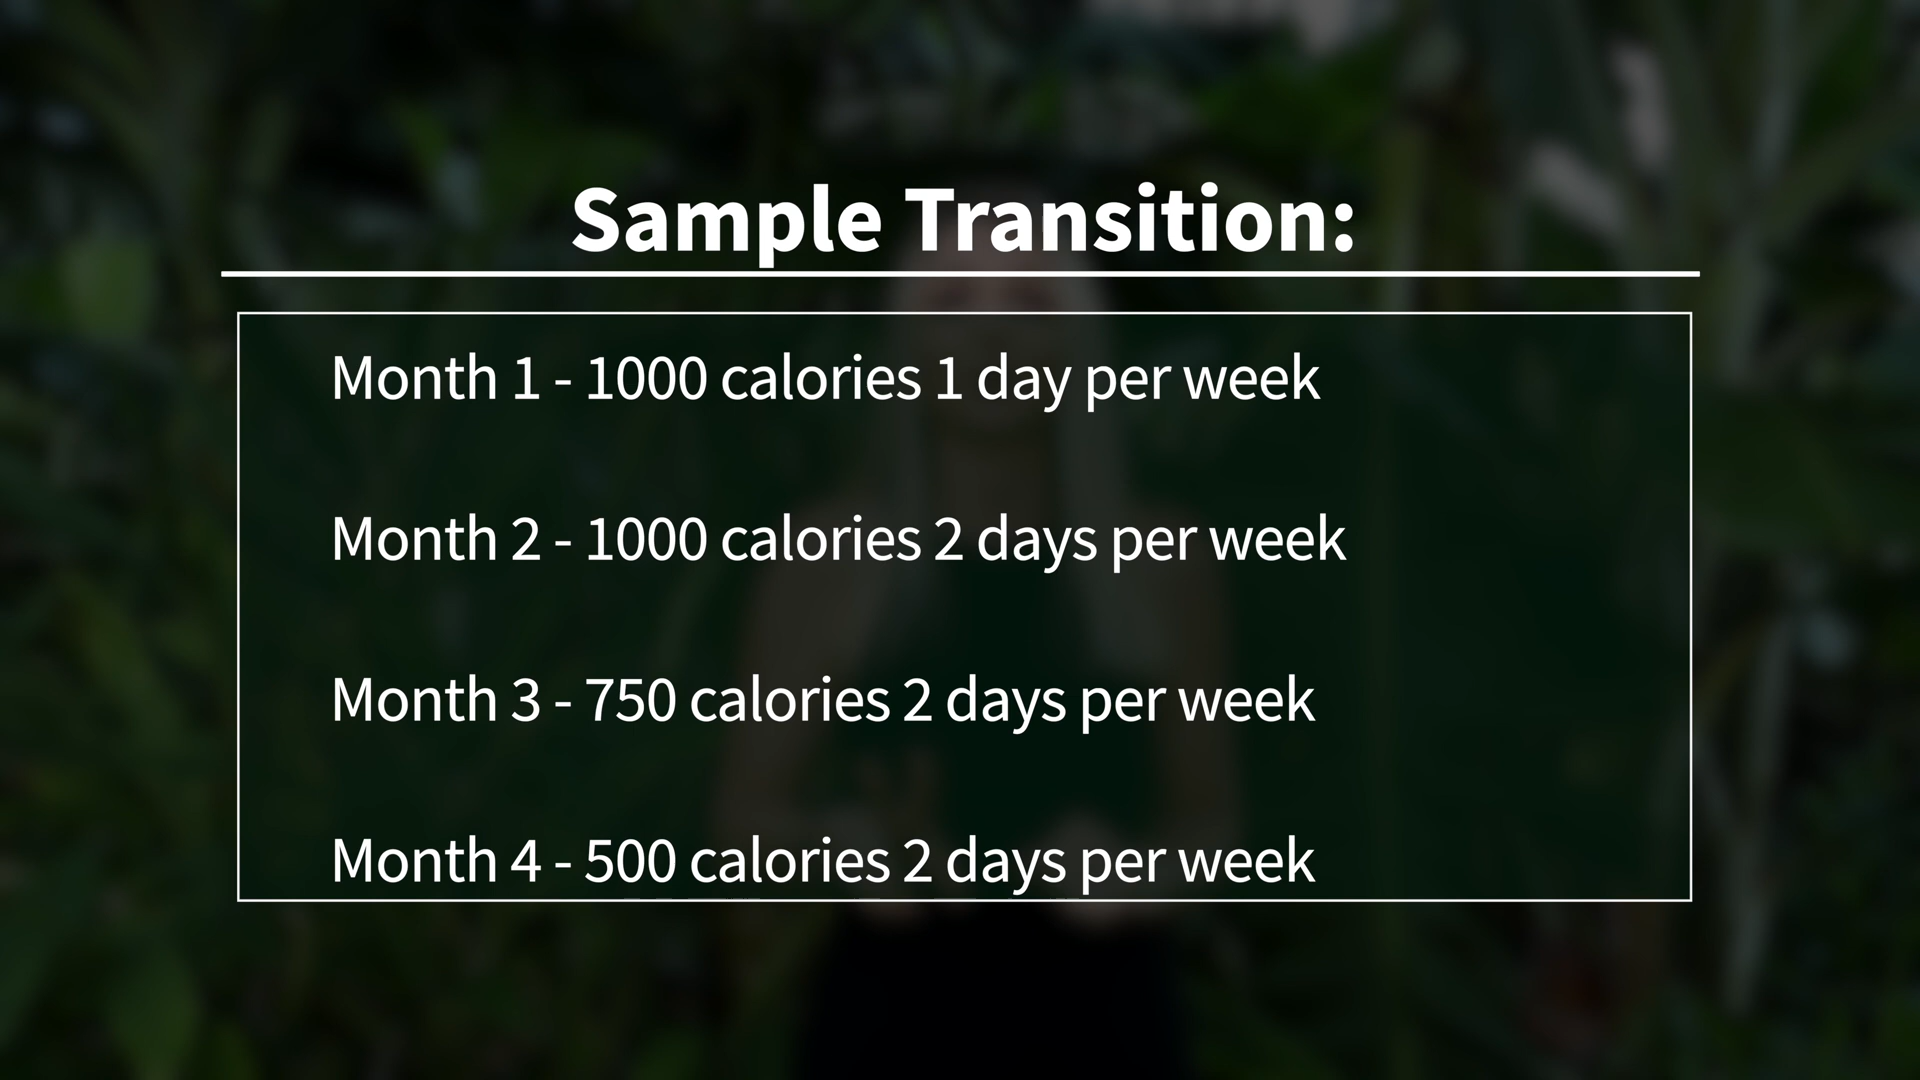 Sample Transition:
Month 1 - 1000 calories 1 day per week
Month 2 - 1000 calories 2 days per week
Month 3 - 750 calories 2 days per week
Month 4 - 500 calories 2 days per week